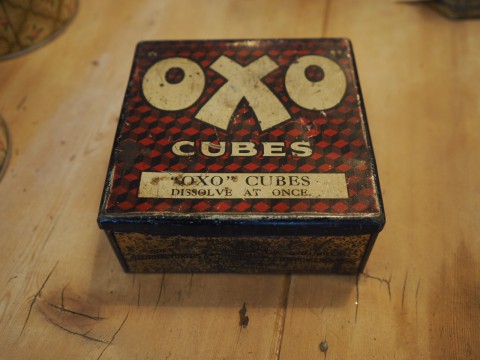 OXO
CUBES
"OXO" CUBES
DISSOLVE AT ONCE.